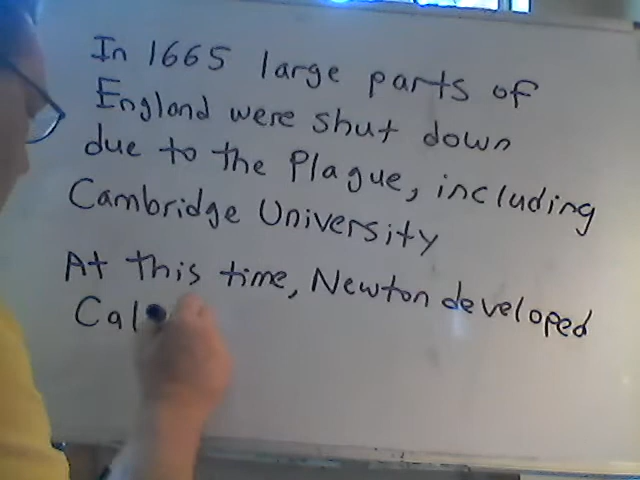 In 1665 large parts of
England were shut down
due to the Plague, including
Cambridge University
At this time, Newton developed
Cal